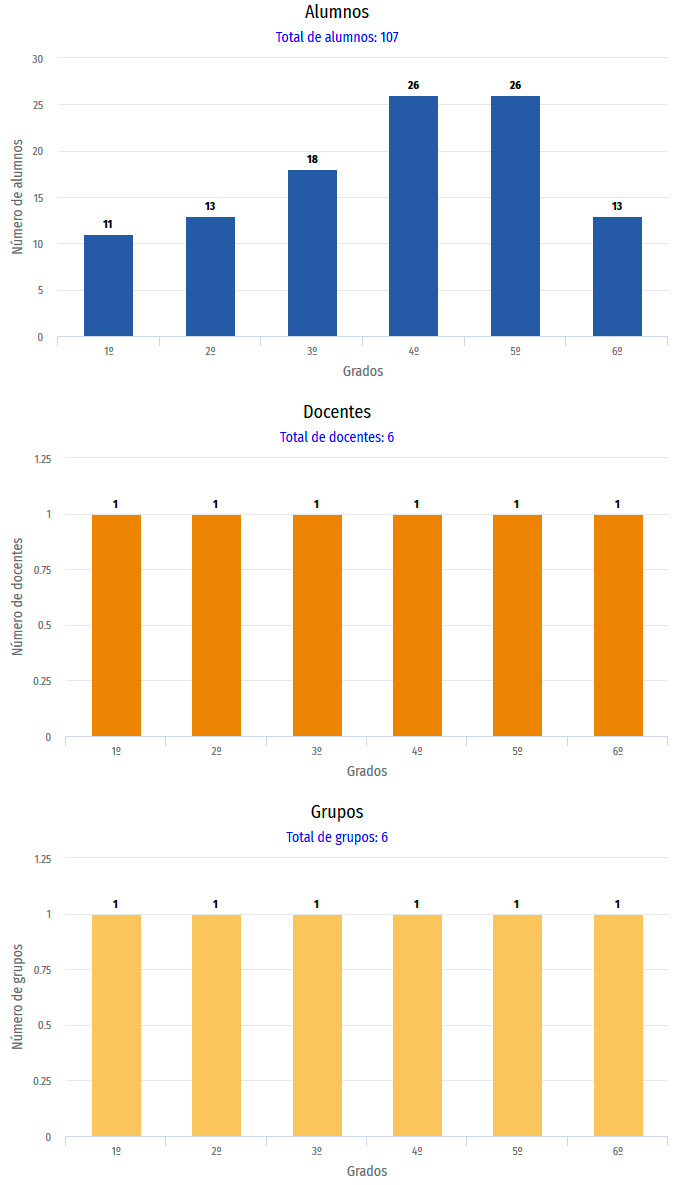 Alumnos
Total de alumnos: 107
30
25
20
15
10
5
0
Número de alumnos
11
13
18
26
26
13
1º
2º
3º
4º
5º
6º
Grados
Docentes
Total de docentes: 6
1.25
1
0.75
0.5
0.25
0
Número de docentes
1
1
1
1
1
1
1º
2º
3º
4º
5º
6º
Grados
Grupos
Total de grupos: 6
1.25
1
0.75
0.5
0.25
0
Número de grupos
1
1
1
1
1
1
1º
2º
3º
4º
5º
6º
Grados